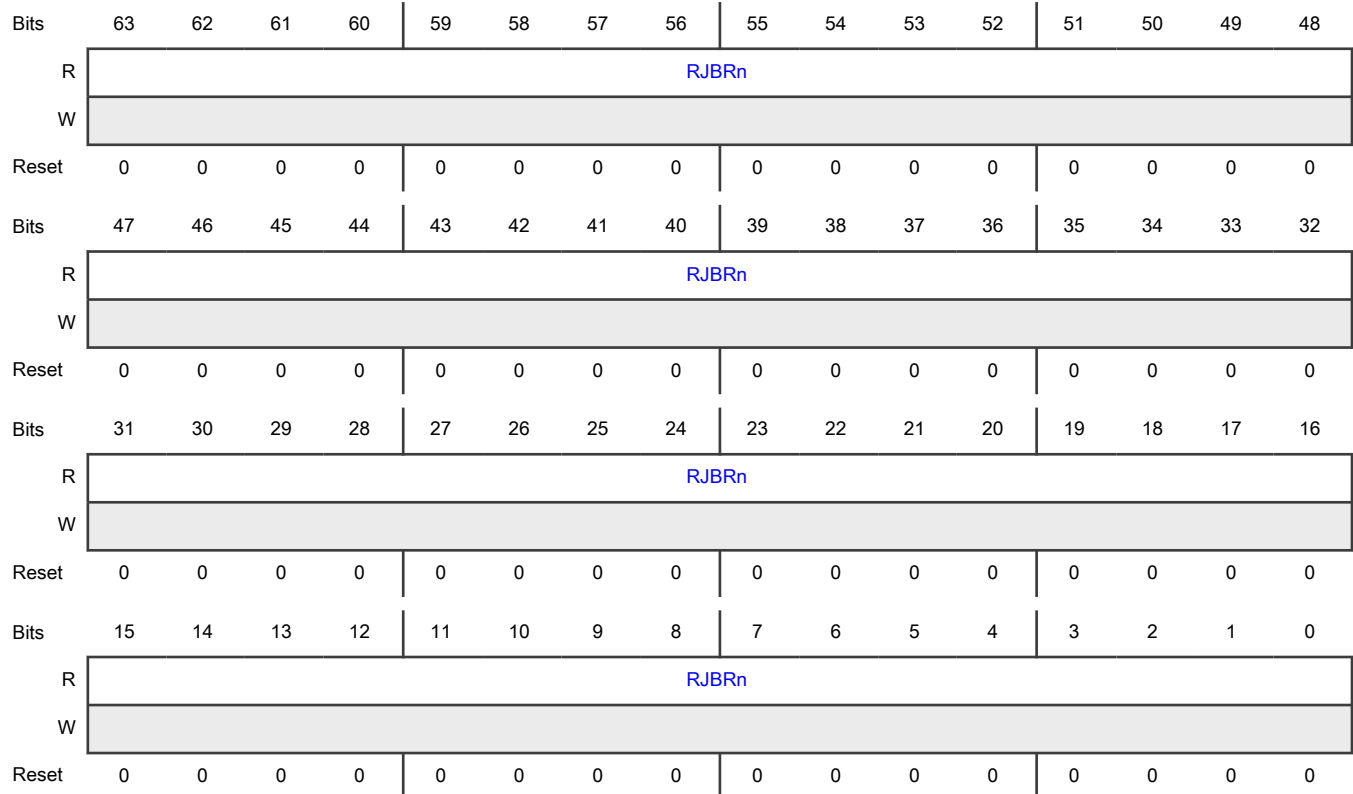 Bits 63 62 61 60 59 58 57 56 55 54 53 52 51 50 49 48
R RJBRn
W
Reset 0 0 0 0 0 0 0 0 0 0 0 0 0 0 0 0
Bits 47 46 45 44 43 42 41 40 39 38 37 36 35 34 33 32
R RJBRn
W
Reset 0 0 0 0 0 0 0 0 0 0 0 0 0 0 0 0
Bits 31 30 29 28 27 26 25 24 23 22 21 20 19 18 17 16
R RJBRn
W
Reset 0 0 0 0 0 0 0 0 0 0 0 0 0 0 0 0
Bits 15 14 13 12 11 10 9 8 7 6 5 4 3 2 1 0
R RJBRn
W
Reset 0 0 0 0 0 0 0 0 0 0 0 0 0 0 0 0